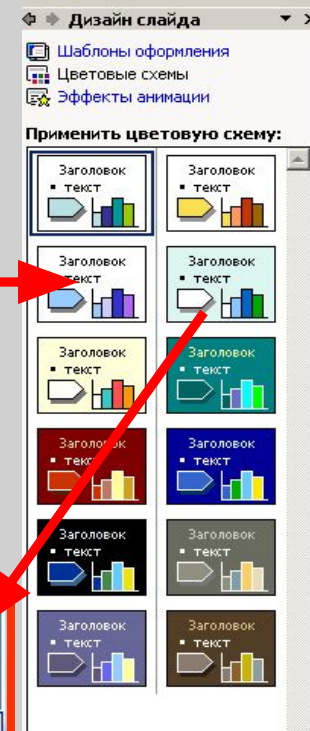 Дизайн слайда
Шаблоны оформления
Цветовые схемы
Эффекты анимации
Применить цветовую схему:
Заголовок
▪ текст
Заголовок
▪ текст
Заголовок
текст
Заголовок
▪ текст
Заголовок
▪ текст
Заголовок
▪ текст
Заголовок
▪ текст
Заголовок
▪ текст
Заголовок
▪ текст
Заголовок
▪ текст
Заголовок
▪ текст
Заголовок
▪ текст